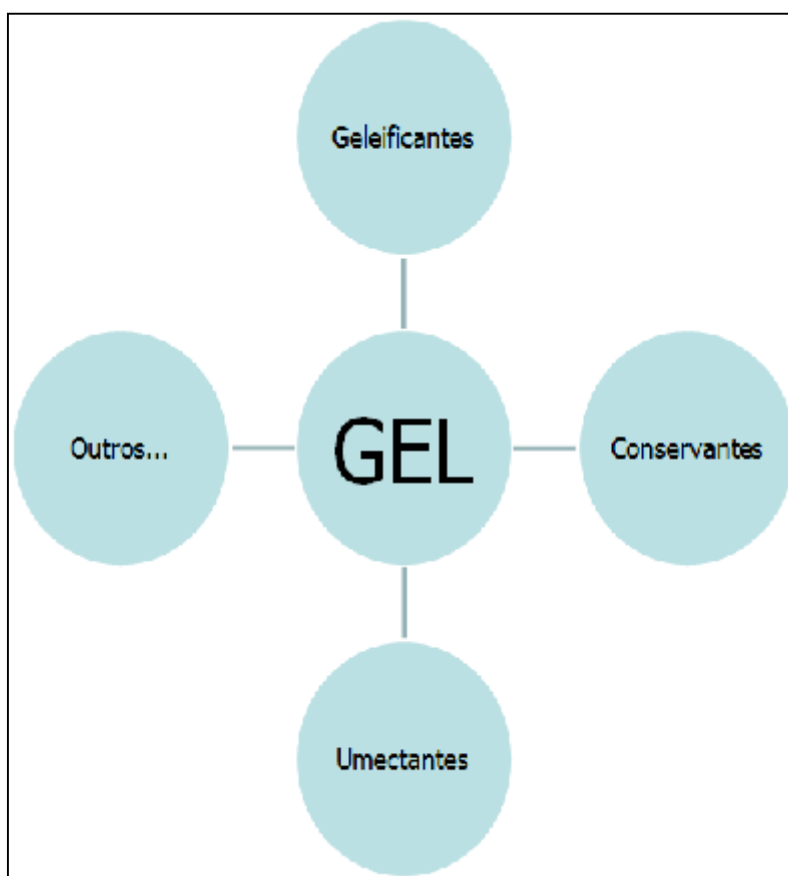 Geleificantes
Outros...
GEL
Conservantes
Umectantes